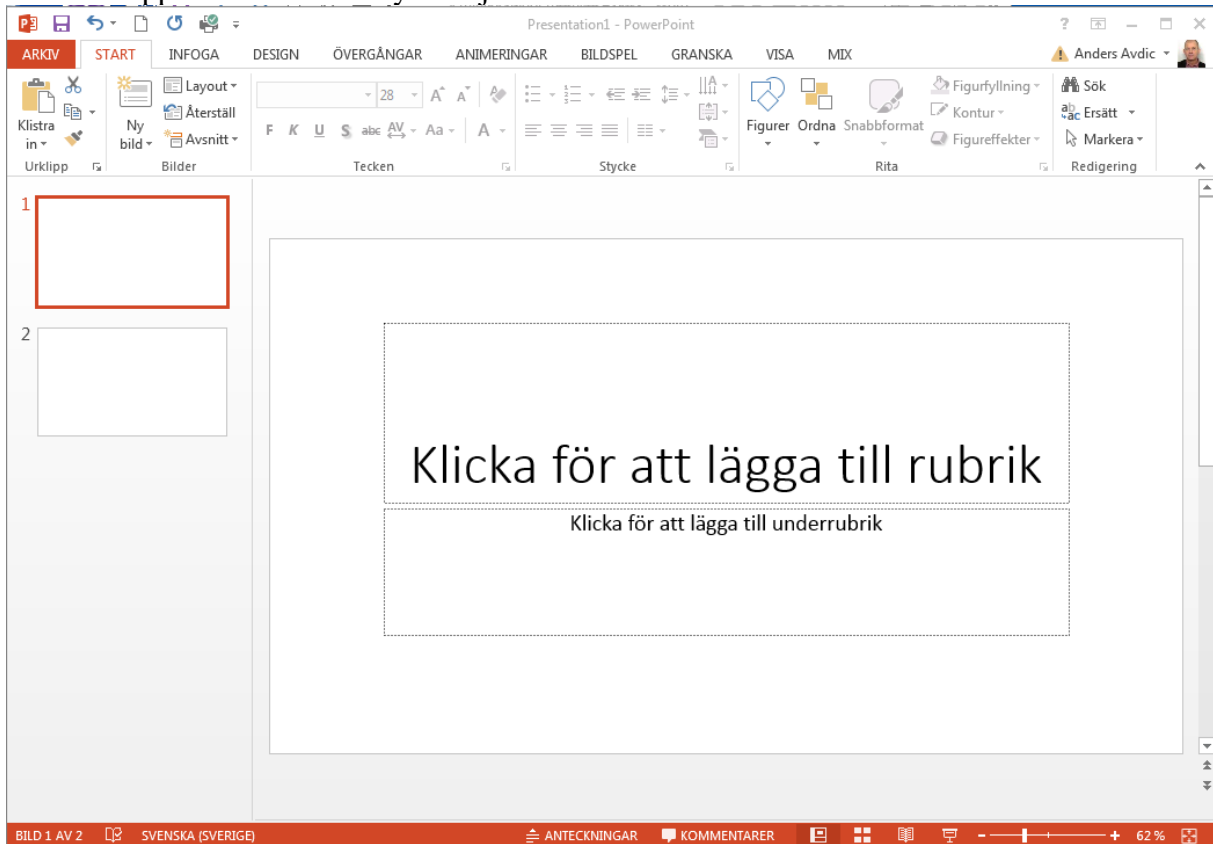 Presentation1 - PowerPoint
ARKIV START INFOGA DESIGN ÖVERGÅNGAR ANIMERINGAR BILDSPEL GRANSKA VISA MIX Anders Avdic
Klistra in
Ny bild
Layout
Återställ
Avsnitt
28
F K U S abc AV Aa A
Figurer Ordna Snabbformat
Figurfyllning
Kontur
Figureffekter
Sök
Ersätt
Markera
Urklipp Bilder Tecken Stycke Rita Redigering
1
2
Klicka för att lägga till rubrik
Klicka för att lägga till underrubrik
BILD 1 AV 2 SVENSKA (SVERIGE) ANTECKNINGAR KOMMENTARER 62 %